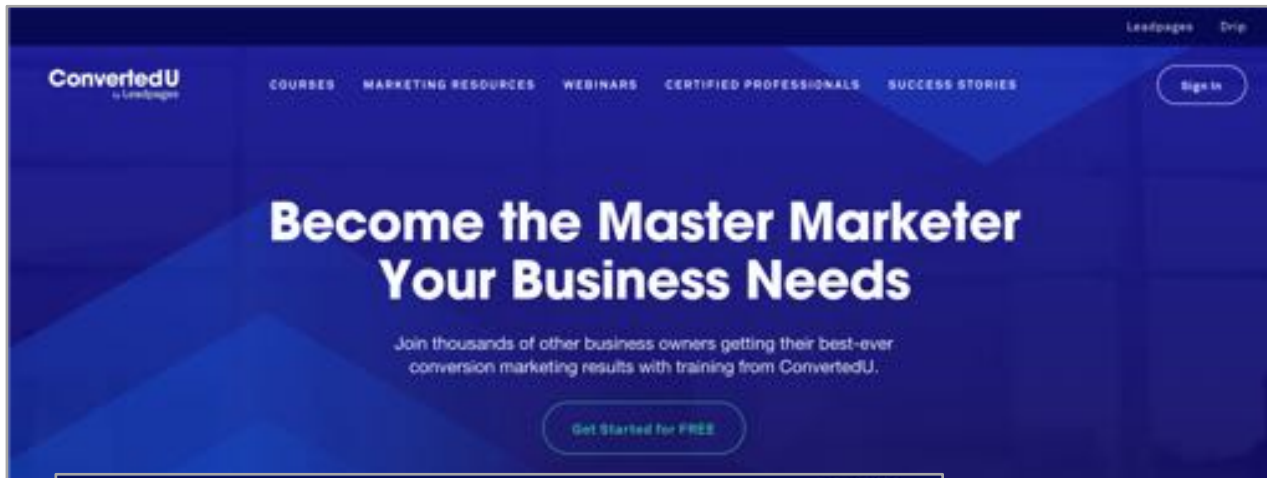 Leadpages Drip
ConvertedU
by Leadpages
COURSES MARKETING RESOURCES WEBINARS CERTIFIED PROFESSIONALS SUCCESS STORIES
Sign In
Become the Master Marketer
Your Business Needs
Join thousands of other business owners getting their best-ever
conversion marketing results with training from ConvertedU.
Get Started for FREE